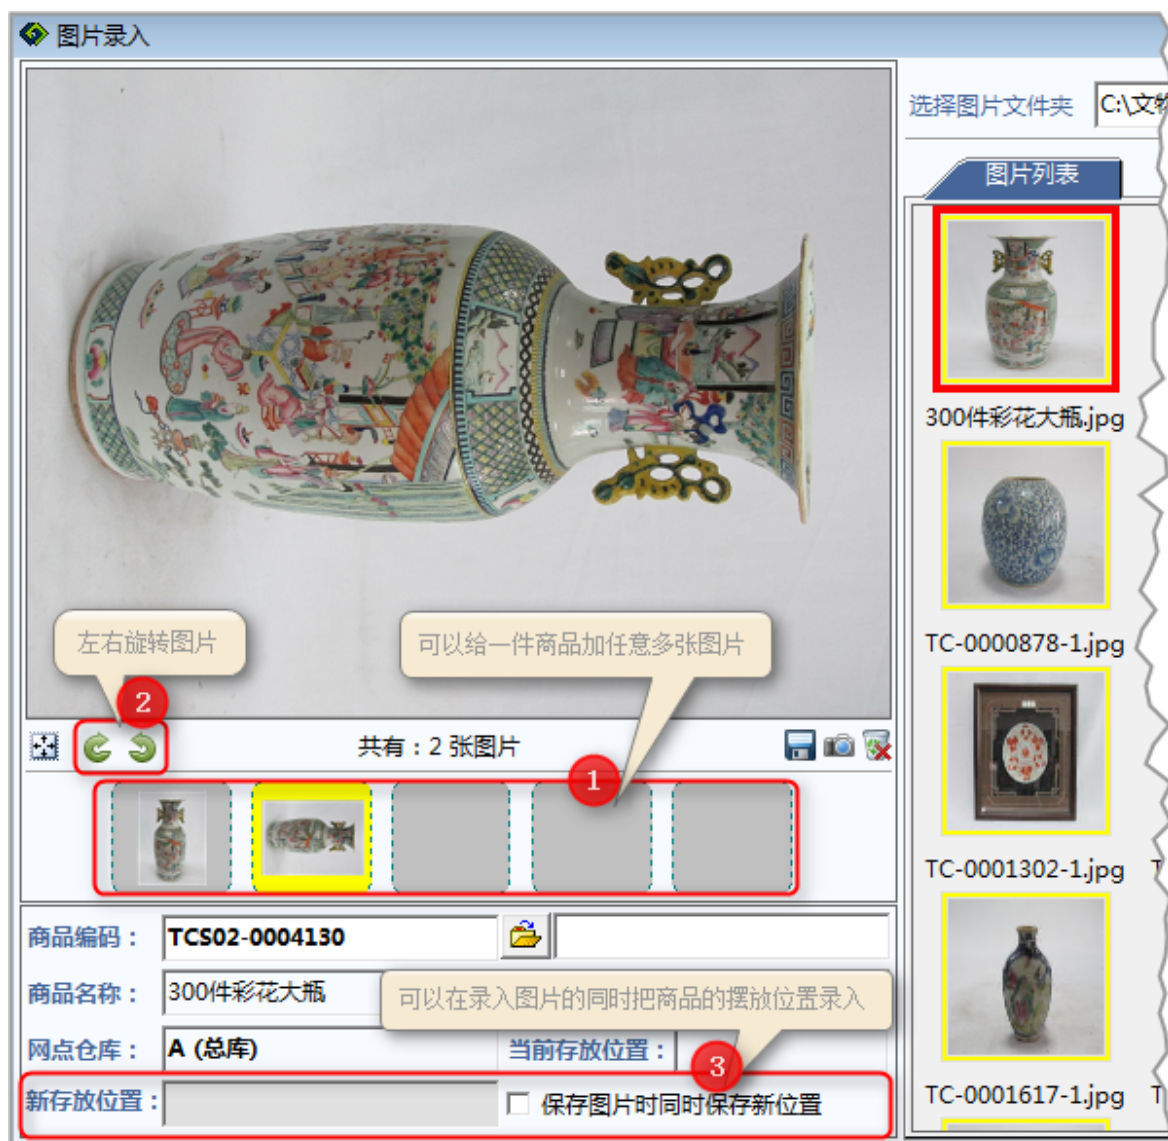 图片录入
选择图片文件夹 C:\文物
图片列表
300件彩花大瓶.jpg
TC-0000878-1.jpg
TC-0001302-1.jpg
TC-0001617-1.jpg
左右旋转图片
可以给一件商品加任意多张图片
2
共有：2 张图片
1
商品编码： TCS02-0004130
商品名称： 300件彩花大瓶
可以在录入图片的同时把商品的摆放位置录入
网点仓库： A (总库) 当前存放位置：
3
新存放位置： 保存图片时同时保存新位置